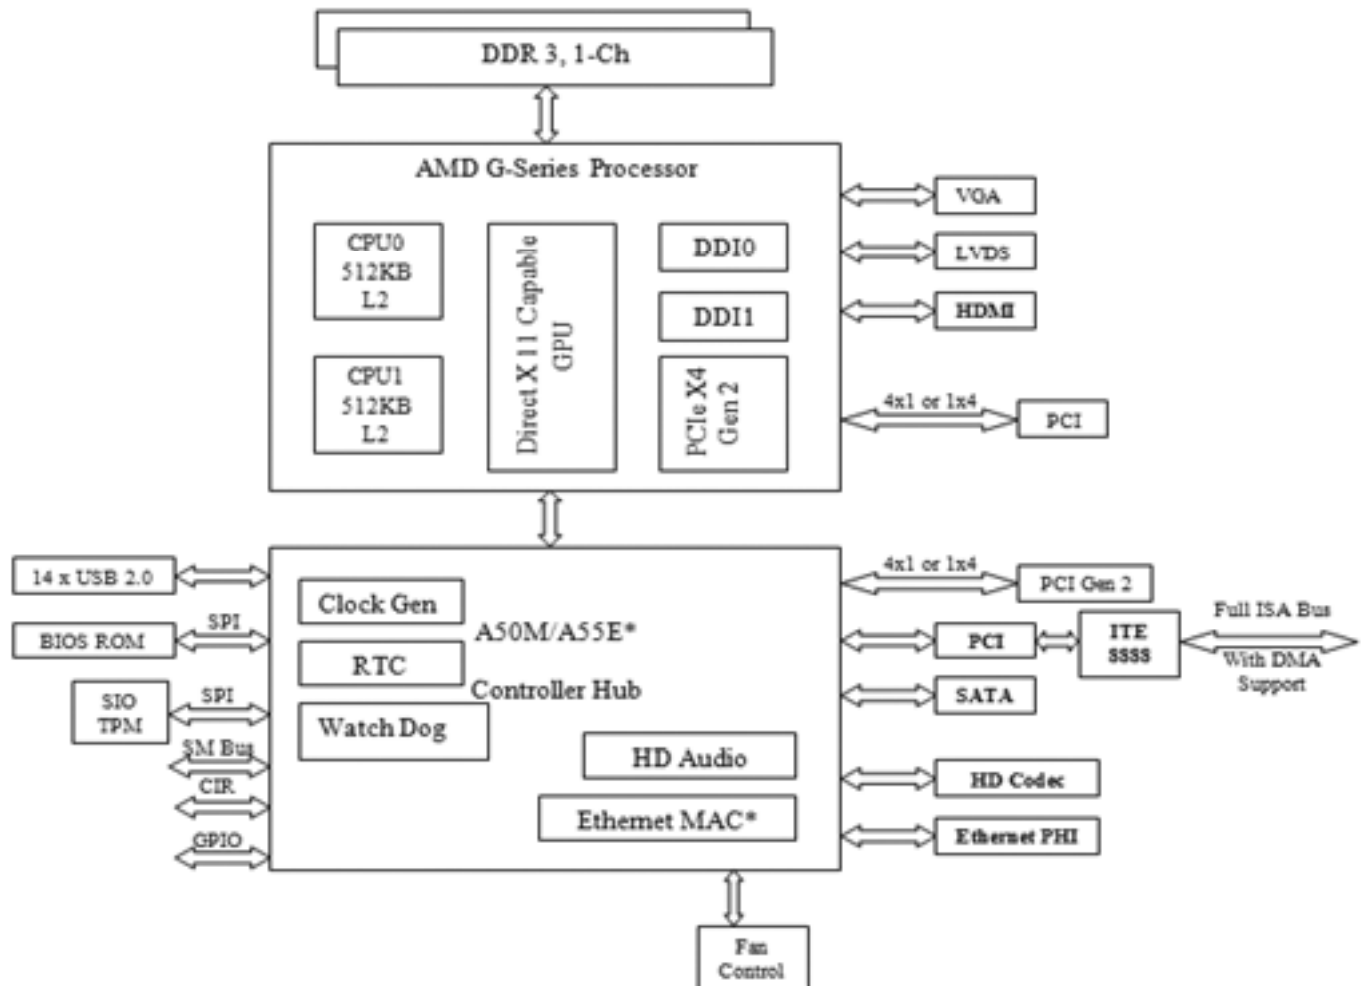 DDR 3, 1-Ch
AMD G-Series Processor
CPU0
512KB
L2
CPU1
512KB
L2
Direct X 11 Capable
GPU
DDI0
DDI1
PCIe X4
Gen 2
VGA
LVDS
HDMI
4x1 or 1x4
PCI
14 x USB 2.0
SPI
BIOS ROM
SPI
SIO
TPM
SM Bus
CIR
GPIO
Clock Gen
A50M/A55E*
RTC
Controller Hub
Watch Dog
HD Audio
Ethernet MAC*
4x1 or 1x4
PCI Gen 2
PCI
ITE
Full ISA Bus
With DMA
Support
SATA
HD Codec
Ethernet PHI
Fan
Control